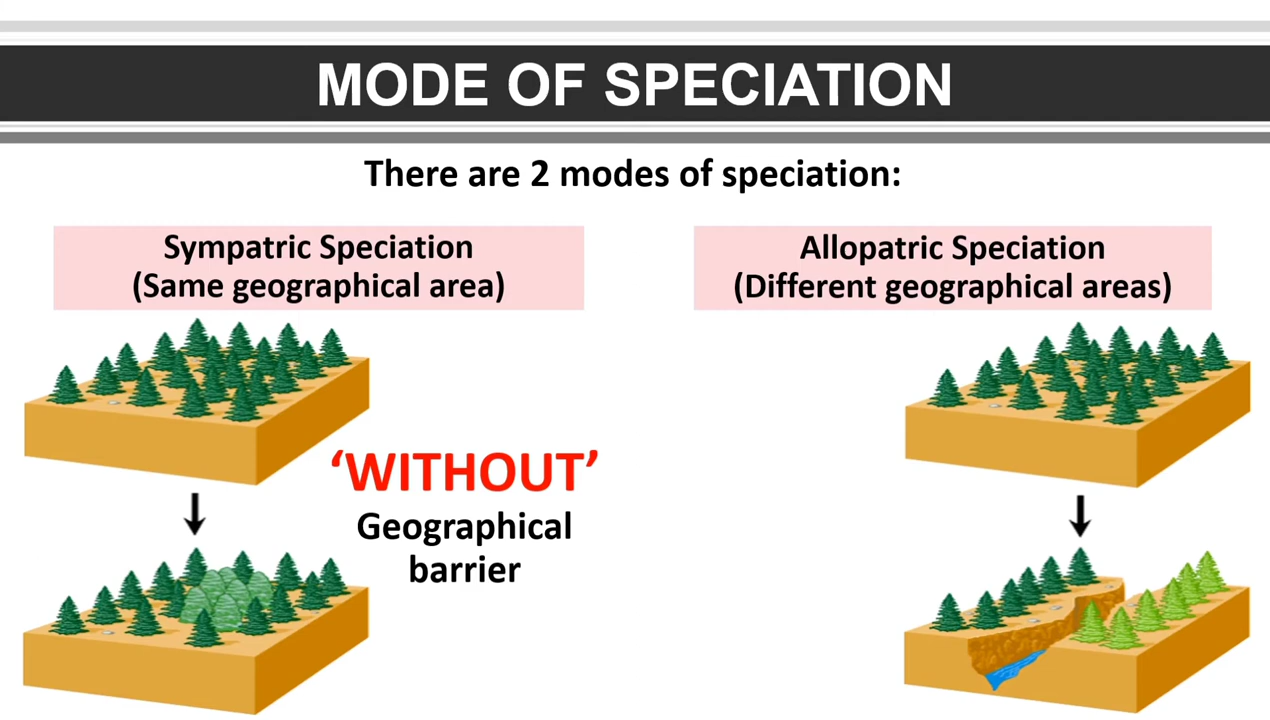 MODE OF SPECIATION
There are 2 modes of speciation:
Sympatric Speciation
(Same geographical area)
Allopatric Speciation
(Different geographical areas)
‘WITHOUT’
Geographical
barrier